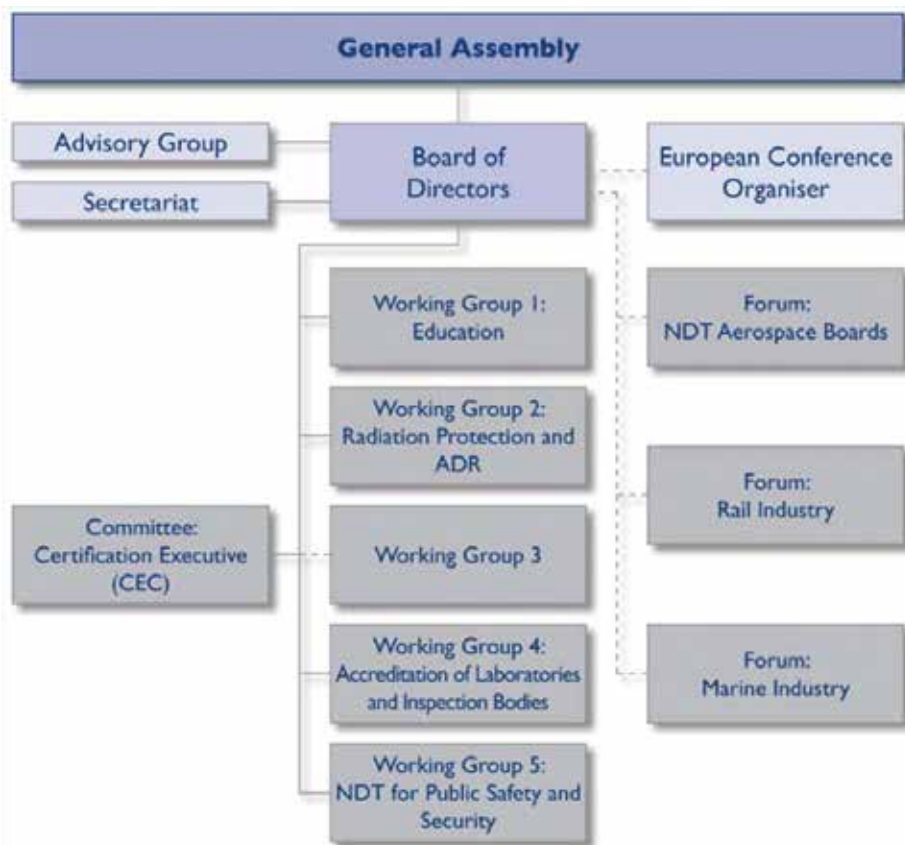 General Assembly
Advisory Group
Secretariat
Board of
Directors
European Conference
Organiser
Working Group 1:
Education
Working Group 2:
Radiation Protection and
ADR
Committee:
Certification Executive
(CEC)
Working Group 3
Working Group 4:
Accreditation of Laboratories
and Inspection Bodies
Working Group 5:
NDT for Public Safety and
Security
Forum:
NDT Aerospace Boards
Forum:
Rail Industry
Forum:
Marine Industry